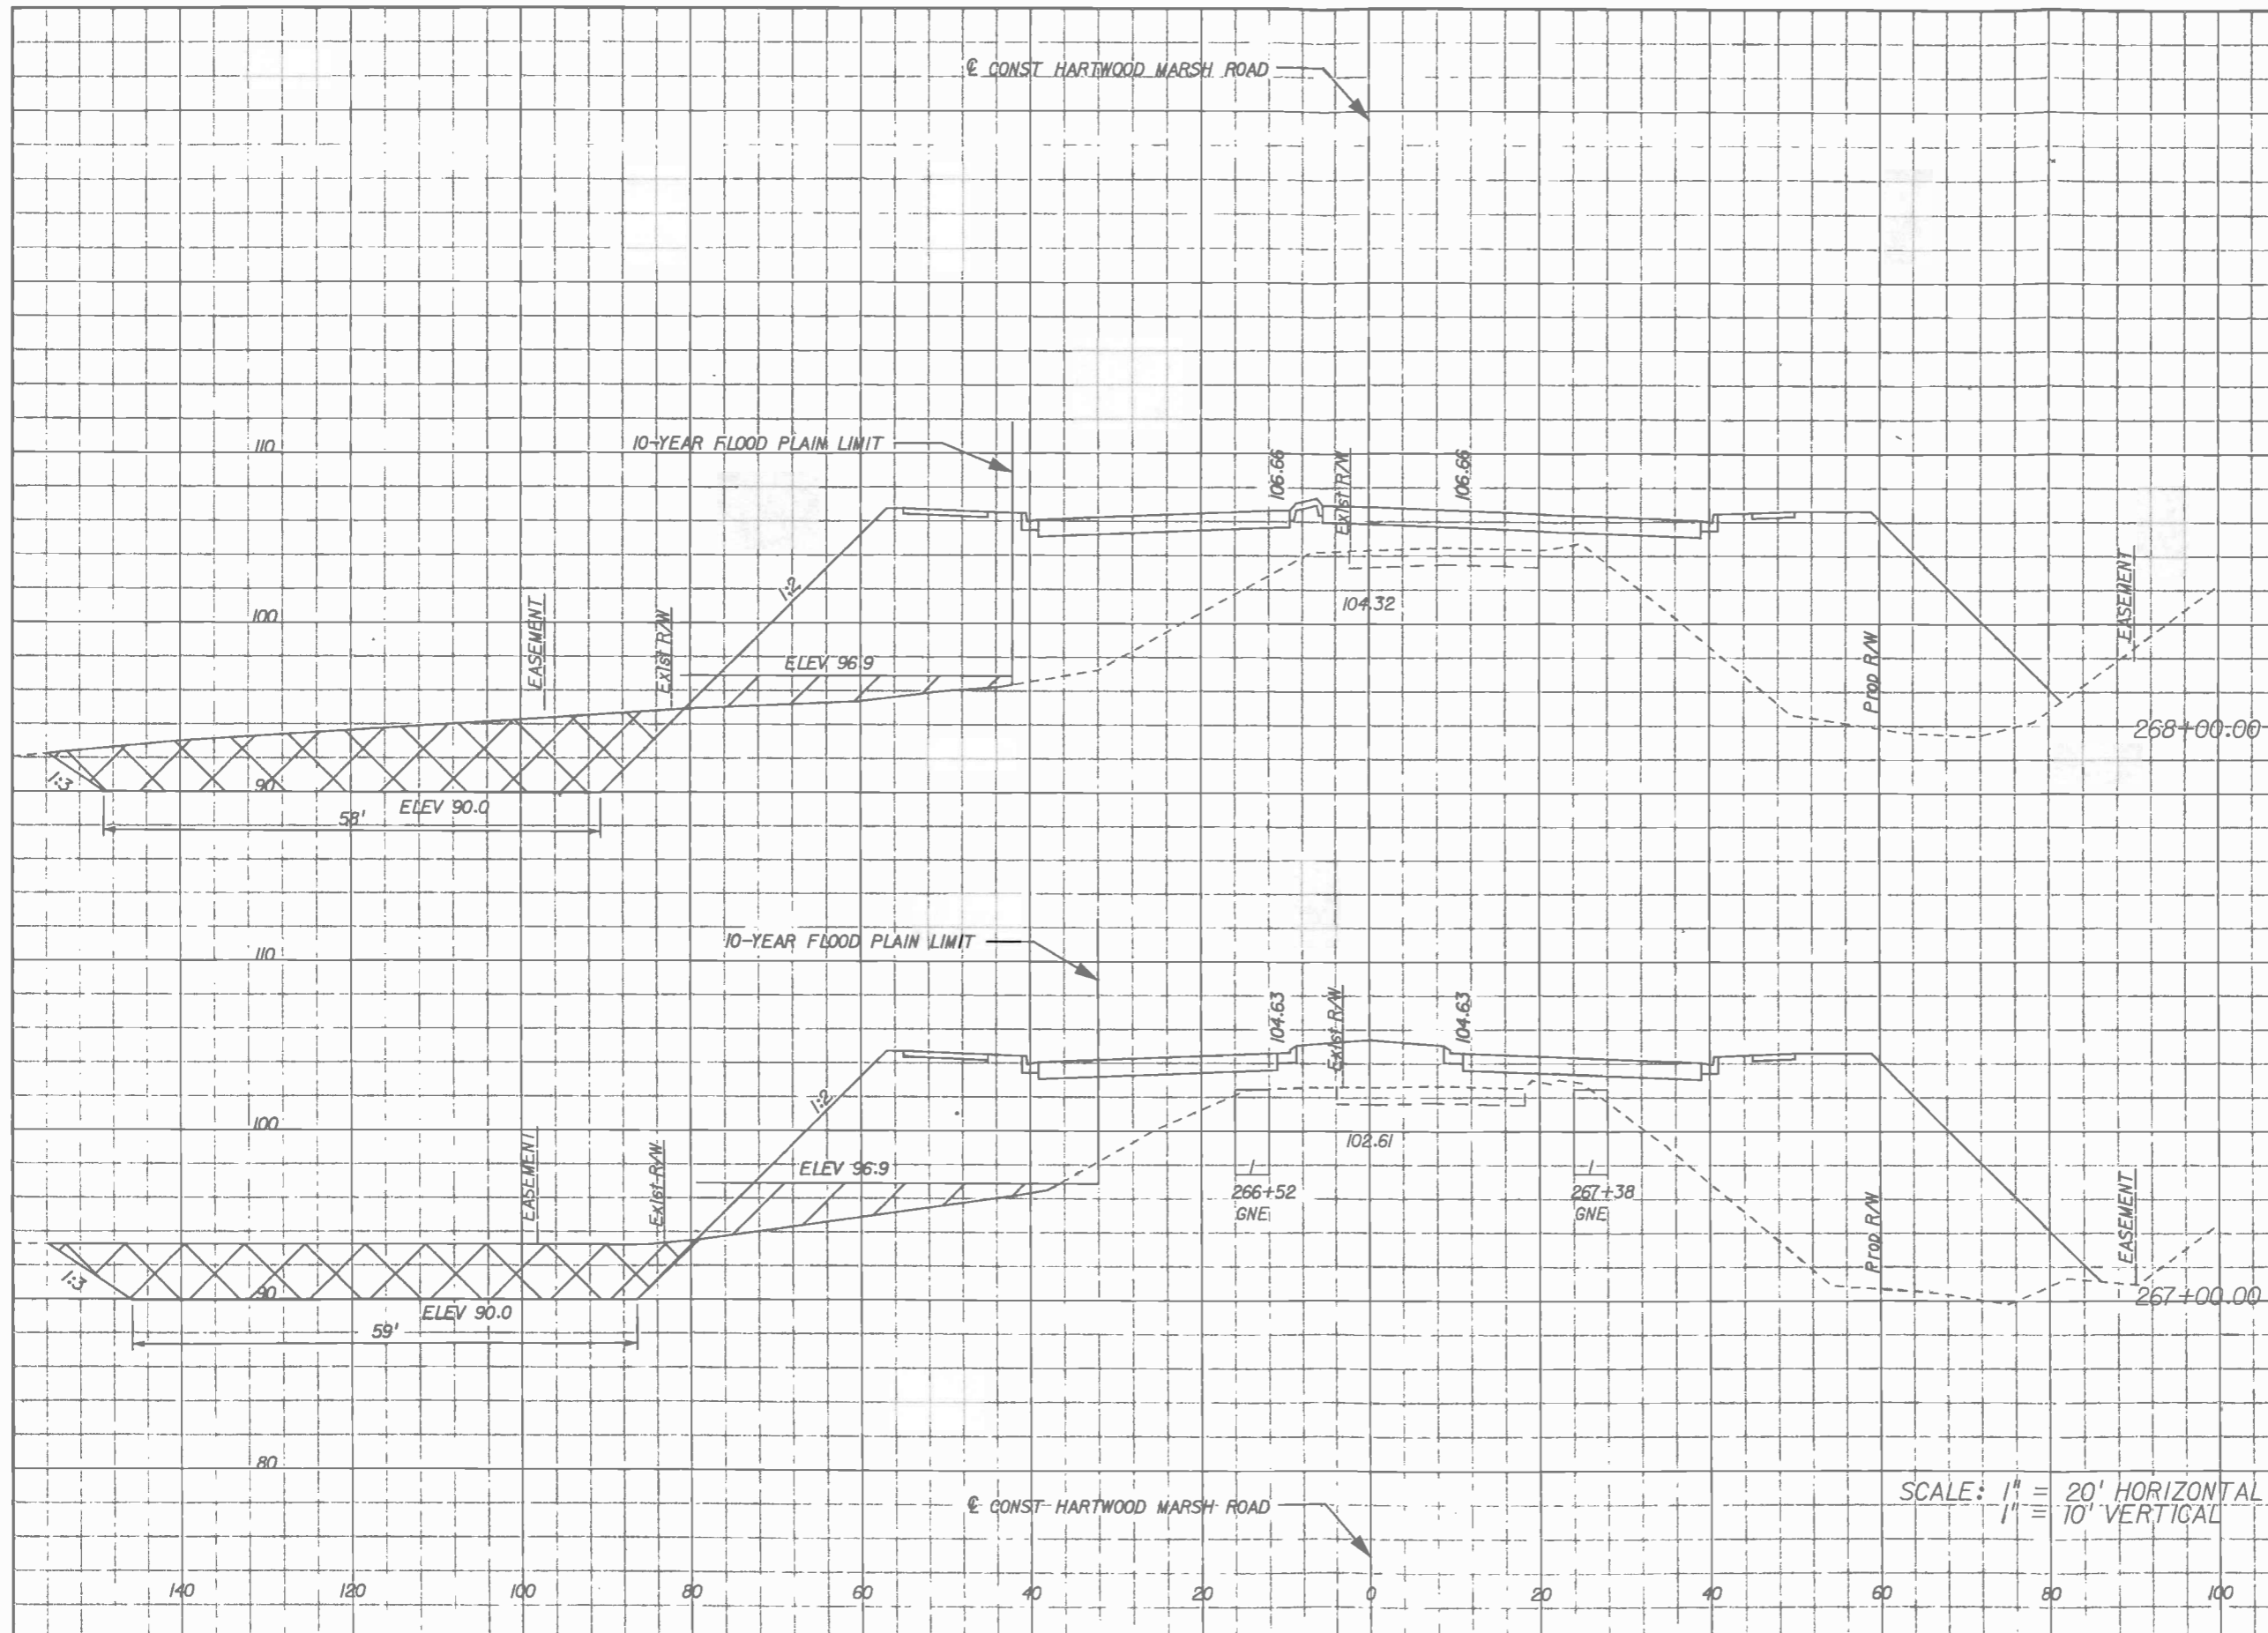 ℄ CONST HARTWOOD MARSH ROAD
110
10-YEAR FLOOD PLAIN LIMIT
106.66
Exist R/W
106.66
1:2
EASEMENT
100
104.32
EASEMENT
Exist R/W
ELEV 96.9
Prop R/W
268+00.00
1:3
90
ELEV 90.0
58'
10-YEAR FLOOD PLAIN LIMIT
110
104.63
Exist R/W
104.63
1:2
100
102.61
EASEMENT
Exist R/W
ELEV 96.9
1
266+52
GNE
1
267+38
GNE
Prop R/W
EASEMENT
267+00.00
1:3
90
ELEV 90.0
59'
80
SCALE: 1" = 20' HORIZONTAL
1" = 10' VERTICAL
℄ CONST HARTWOOD MARSH ROAD
140 120 100 80 60 40 20 0 20 40 60 80 100